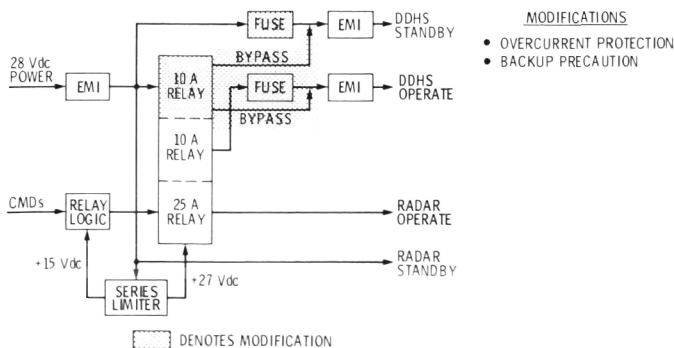 FUSE
EMI
DDHS
STANDBY
MODIFICATIONS
• OVERCURRENT PROTECTION
• BACKUP PRECAUTION
BYPASS
28 Vdc
POWER
EMI
10 A
RELAY
FUSE
EMI
DDHS
OPERATE
BYPASS
10 A
RELAY
CMDs
RELAY
LOGIC
25 A
RELAY
RADAR
OPERATE
+15 Vdc
+27 Vdc
RADAR
STANDBY
SERIES
LIMITER
DENOTES MODIFICATION